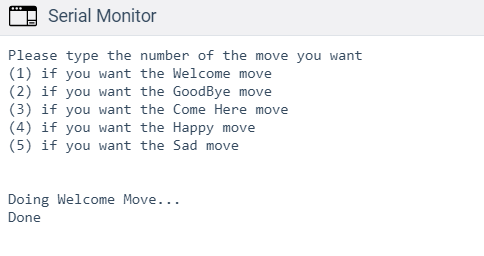 Serial Monitor
Please type the number of the move you want
(1) if you want the Welcome move
(2) if you want the GoodBye move
(3) if you want the Come Here move
(4) if you want the Happy move
(5) if you want the Sad move
Doing Welcome Move...
Done